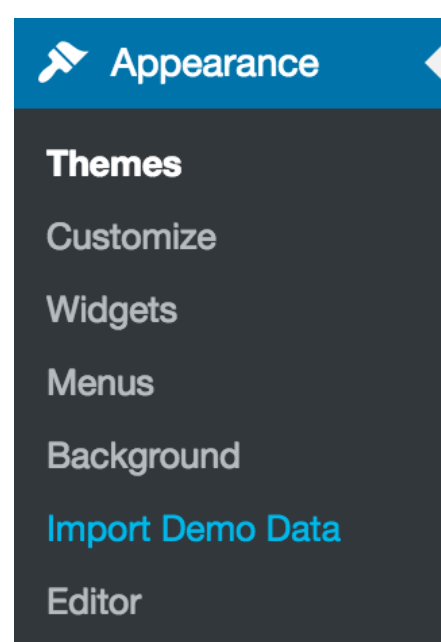 Appearance
Themes
Customize
Widgets
Menus
Background
Import Demo Data
Editor